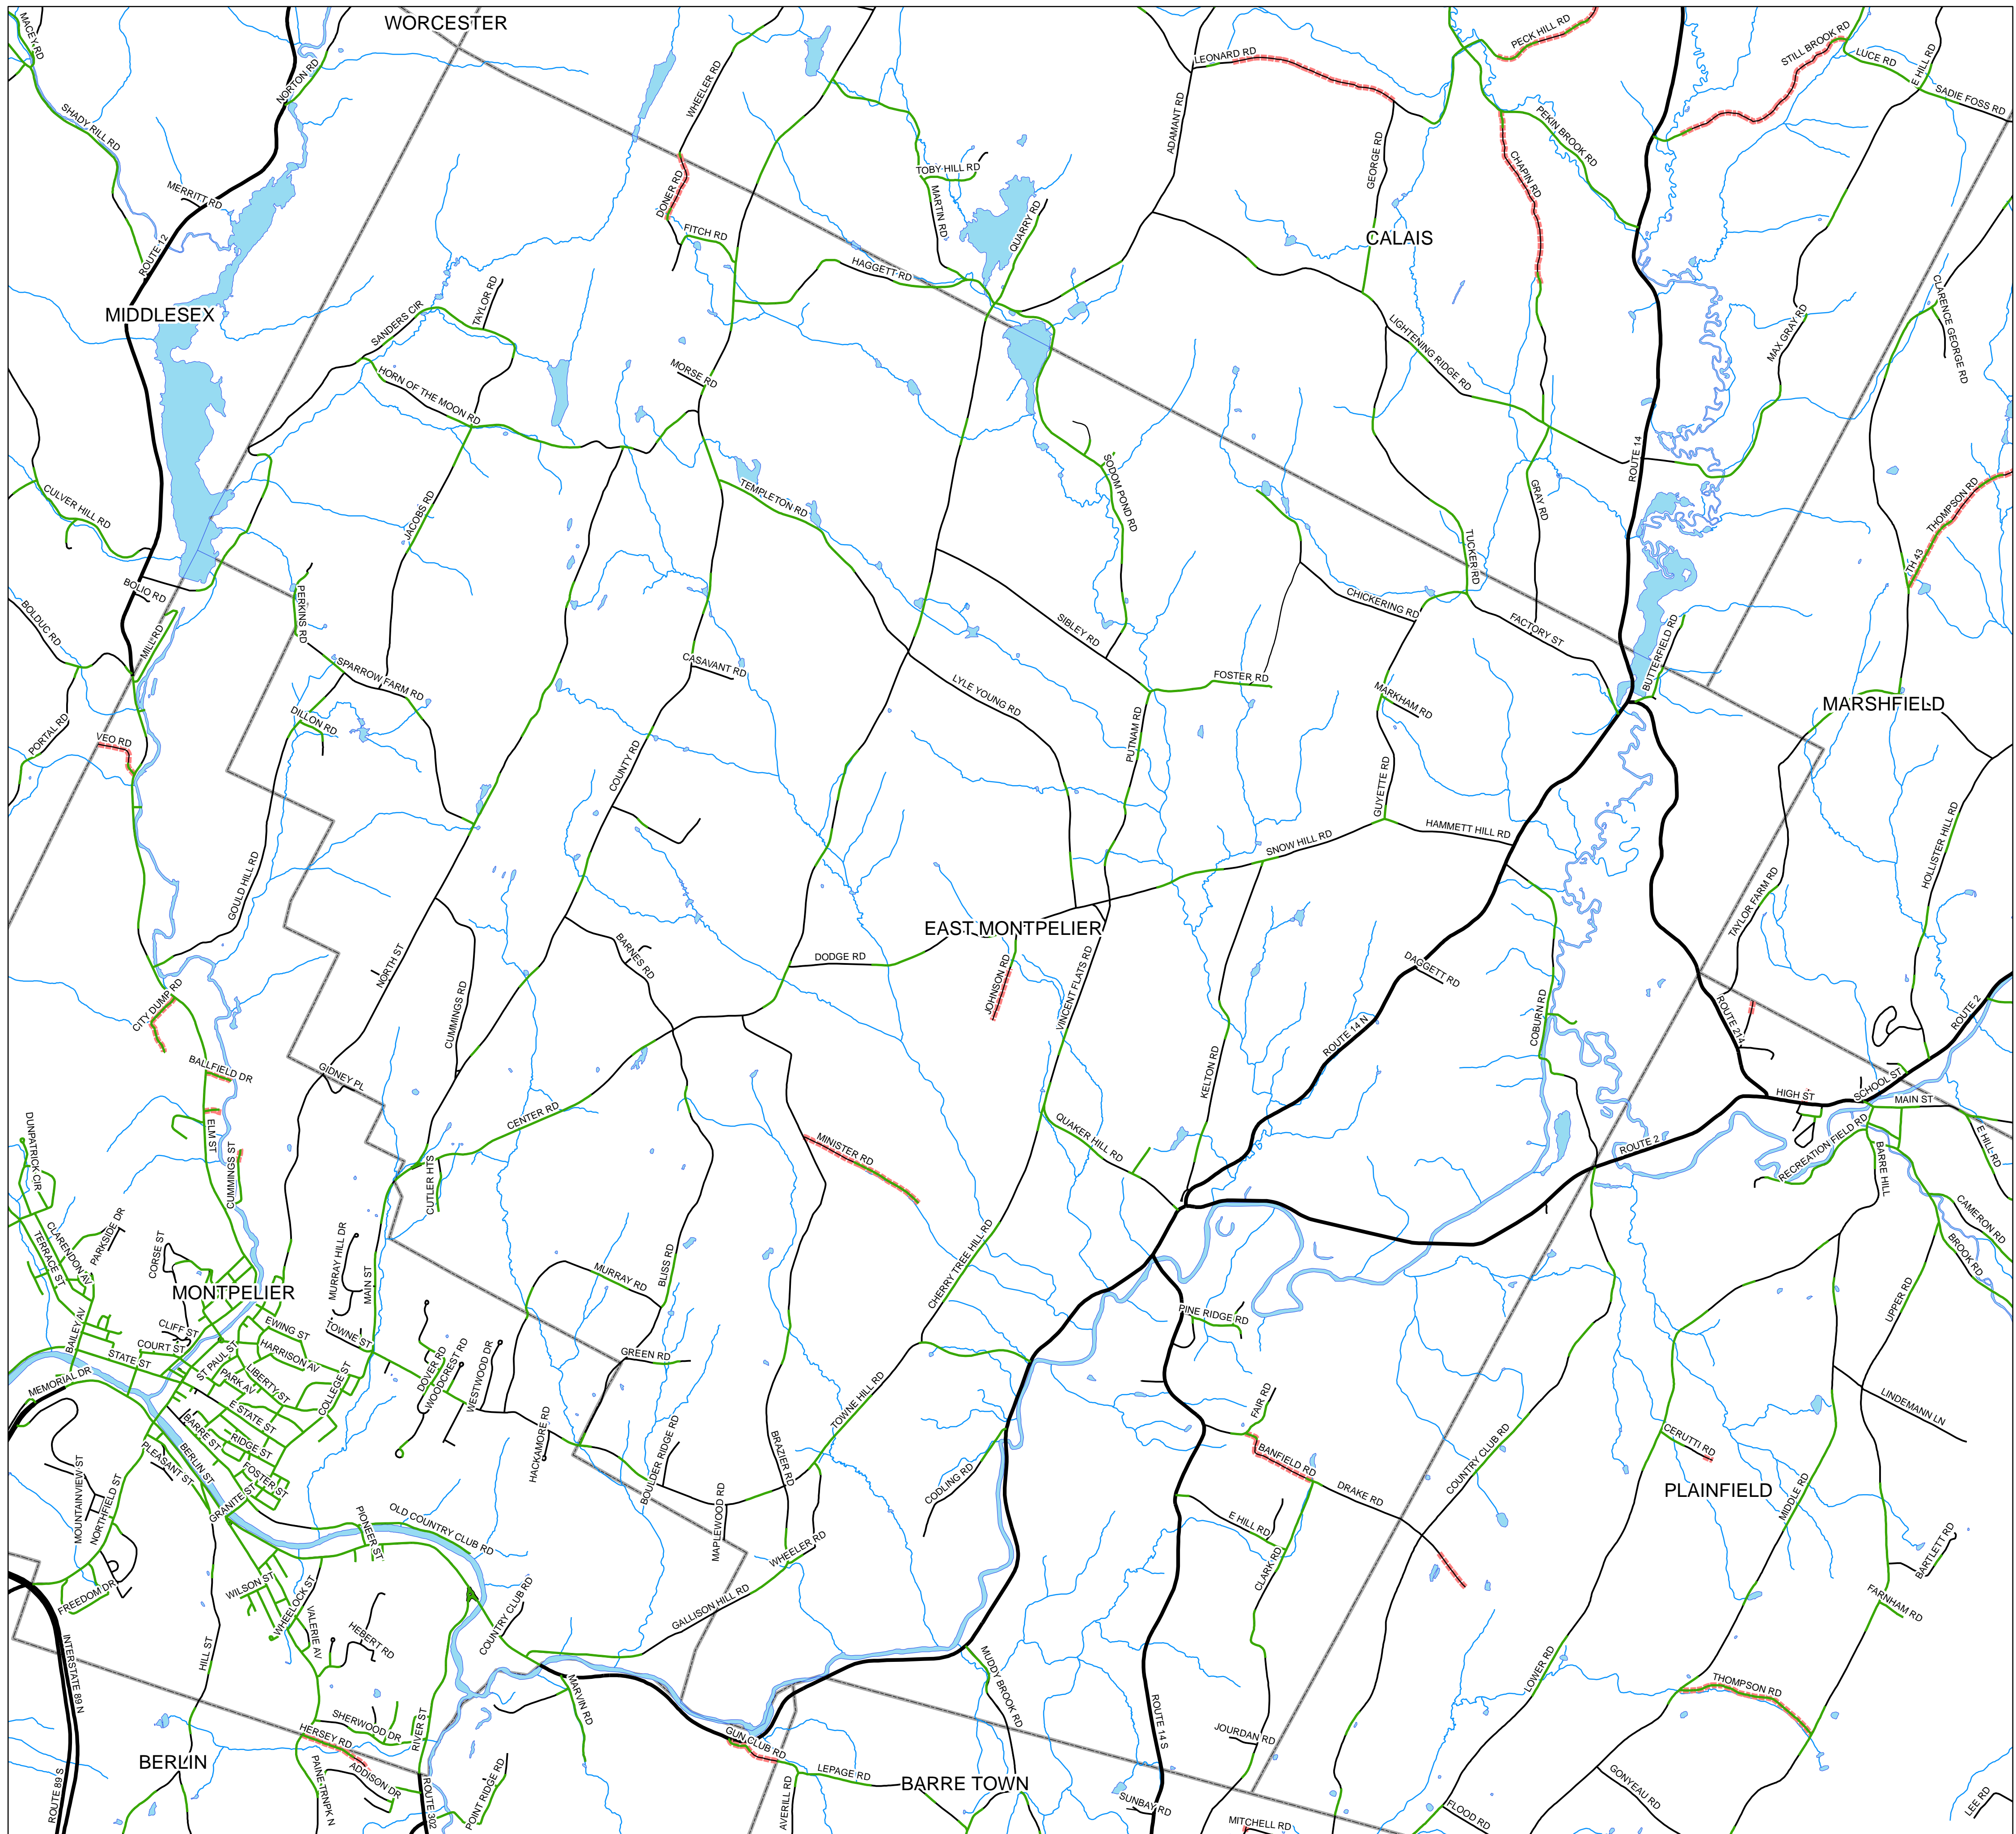 WORCESTER
MACEY RD
NORTON RD
SHADY RILL RD
WHEELER RD
LEONARD RD
PECK HILL RD
STILL BROOK RD
LUCE RD
E HILL RD
SADIE FOSS RD
ADAMANT RD
PEKIN BROOK RD
GEORGE RD
CHAPIN RD
TOBY HILL RD
MARTIN RD
DONER RD
MERRITT RD
FITCH RD
QUARRY RD
CALAIS
ROUTE 12
HAGGETT RD
TAYLOR RD
MIDDLESEX
SANDERS CIR
CLARENCE GEORGE RD
LIGHTENING RIDGE RD
MAX GRAY RD
HORN OF THE MOON RD
MORSE RD
ROUTE 14
CULVER HILL RD
TEMPLETON RD
SODOM POND RD
JACOBS RD
GRAY RD
THOMPSON RD
TH 43
TUCKER RD
BOLIO RD
PERKINS RD
CHICKERING RD
FACTORY ST
BOLDUC RD
MILL RD
SIBLEY RD
BUTTERFIELD RD
SPARROW FARM RD
CASAVANT RD
FOSTER RD
LYLE YOUNG RD
MARKHAM RD
MARSHFIELD
DILLON RD
PORTAL RD
VEO RD
PUTNAM RD
COUNTY RD
GUYETTE RD
HAMMETT HILL RD
SNOW HILL RD
HOLLISTER HILL RD
GOULD HILL RD
TAYLOR FARM RD
EAST MONTPELIER
BARNES RD
DODGE RD
NORTH ST
JOHNSON RD
VINCENT FLATS RD
DAGGETT RD
CITY DUMP RD
CUMMINGS RD
COBURN RD
ROUTE 214
ROUTE 2
ROUTE 14 N
BALLFIELD DR
GIDNEY PL
KELTON RD
HIGH ST
SCHOOL ST
MAIN ST
CENTER RD
ELM ST
DUNPATRICK CIR
QUAKER HILL RD
MINISTER RD
ROUTE 2
RECREATION FIELD RD
BARRE HILL
E HILL RD
CUMMINGS ST
CUTLER HTS
CAMERON RD
BROOK RD
CLARENDON AV
TERRACE ST
PARKSIDE DR
CORSE ST
MURRAY HILL DR
MAIN ST
BLISS RD
MURRAY RD
CHERRY TREE HILL RD
MONTPELIER
UPPER RD
PINE RIDGE RD
BAILEY AV
CLIFF ST
COURT ST
STATE ST
EWING ST
TOWNE ST
HARRISON AV
ST PAUL ST
PARK AV
LIBERTY ST
COLLEGE ST
DOVER RD
WOODCREST RD
WESTWOOD DR
GREEN RD
MEMORIAL DR
E STATE ST
BARRE ST
RIDGE ST
BERLIN ST
PLEASANT ST
FOSTER ST
GRANITE ST
HACKAMORE RD
TOWNE HILL RD
FAIR RD
LINDEMANN LN
BOULDER RIDGE RD
BRAZIER RD
BANFIELD RD
DRAKE RD
COUNTRY CLUB RD
CERUTTI RD
PLAINFIELD
MIDDLE RD
CODLING RD
MOUNTAINVIEW ST
NORTHFIELD ST
PIONEER ST
OLD COUNTRY CLUB RD
MAPLEWOOD RD
WHEELER RD
E HILL RD
CLARK RD
BARTLETT RD
FARNHAM RD
FREEDOM DR
WILSON ST
WHEELOCK ST
VALERIE AV
HEBERT RD
COUNTRY CLUB RD
GALLISON HILL RD
HILL ST
INTERSTATE 89 N
MARVIN RD
MUDDY BROOK RD
LOWER RD
THOMPSON RD
ROUTE 14 S
SHERWOOD DR
RIVER ST
HERSEY RD
GUN CLUB RD
JOURDAN RD
BERLIN
ADDISON DR
LEPAGE RD
BARRE TOWN
PAINE TRNPK N
ROUTE 302
POINT RIDGE RD
AVERILL RD
ROUTE 89 S
SUNBAY RD
MITCHELL RD
FLOOD RD
GONYEAU RD
LEE RD